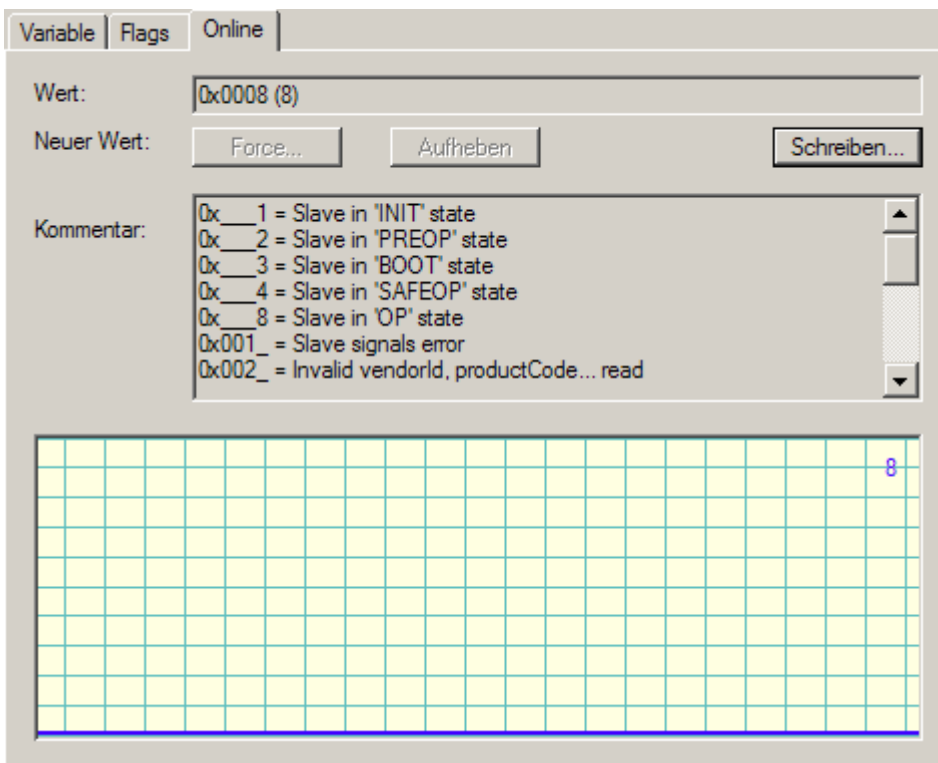 Variable Flags Online
Wert: 0x0008 (8)
Neuer Wert: Force... Aufheben Schreiben...
Kommentar:
0x___1 = Slave in 'INIT' state
0x___2 = Slave in 'PREOP' state
0x___3 = Slave in 'BOOT' state
0x___4 = Slave in 'SAFEOP' state
0x___8 = Slave in 'OP' state
0x001_ = Slave signals error
0x002_ = Invalid vendorId, productCode... read
8